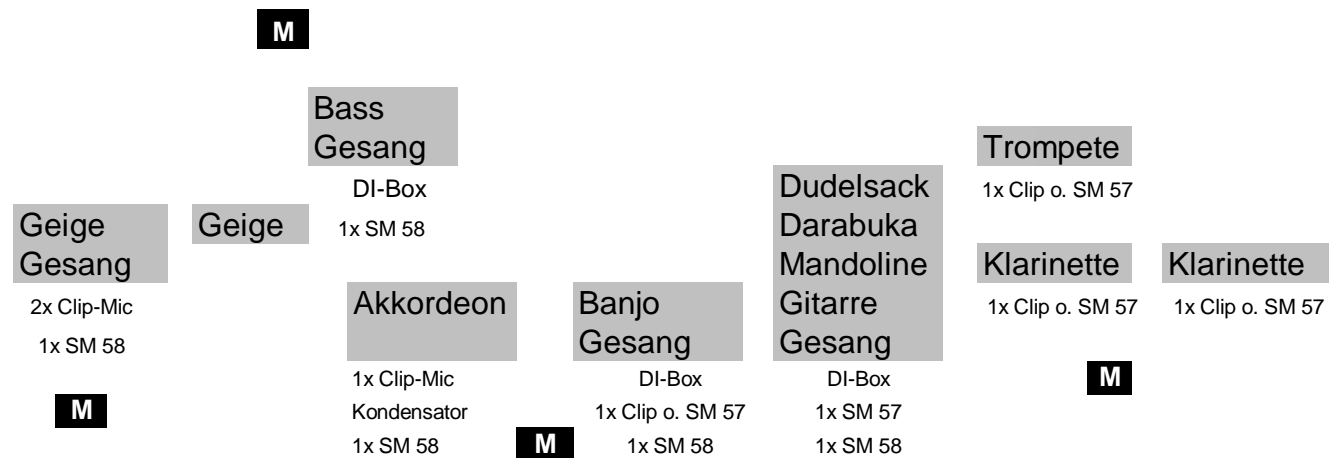 M
Bass
Gesang
DI-Box
1x SM 58
Geige
Gesang
2x Clip-Mic
1x SM 58
M
Geige
Akkordeon
1x Clip-Mic
Kondensator
1x SM 58
M
Banjo
Gesang
DI-Box
1x Clip o. SM 57
1x SM 58
Dudelsack
Darabuka
Mandoline
Gitarre
Gesang
DI-Box
1x SM 57
1x SM 58
Trompete
1x Clip o. SM 57
Klarinette
1x Clip o. SM 57
Klarinette
1x Clip o. SM 57
M